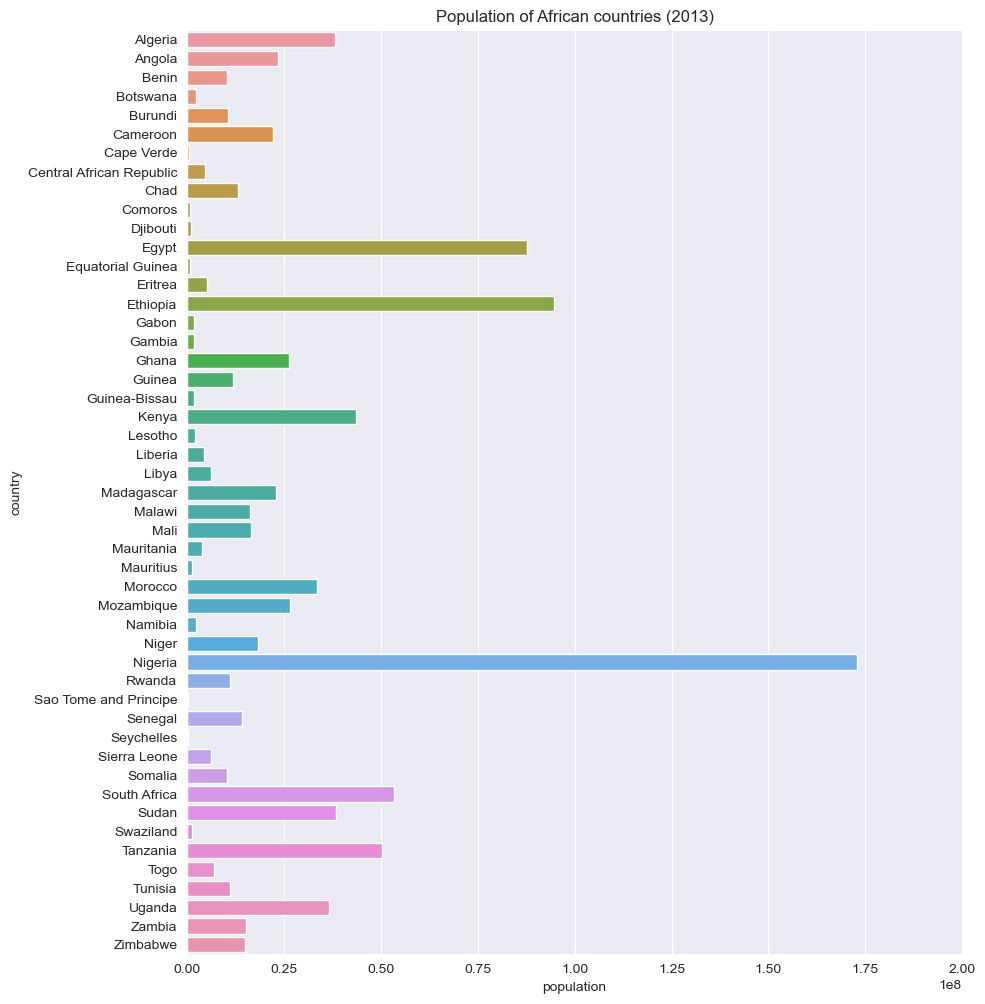 Population of African countries (2013)
Algeria
Angola
Benin
Botswana
Burundi
Cameroon
Cape Verde
Central African Republic
Chad
Comoros
Djibouti
Egypt
Equatorial Guinea
Eritrea
Ethiopia
Gabon
Gambia
Ghana
Guinea
Guinea-Bissau
Kenya
Lesotho
Liberia
Libya
Madagascar
Malawi
Mali
Mauritania
Mauritius
Morocco
Mozambique
Namibia
Niger
Nigeria
Rwanda
Sao Tome and Principe
Senegal
Seychelles
Sierra Leone
Somalia
South Africa
Sudan
Swaziland
Tanzania
Togo
Tunisia
Uganda
Zambia
Zimbabwe
country
0.00 0.25 0.50 0.75 1.00 1.25 1.50 1.75 2.00
1e8
population